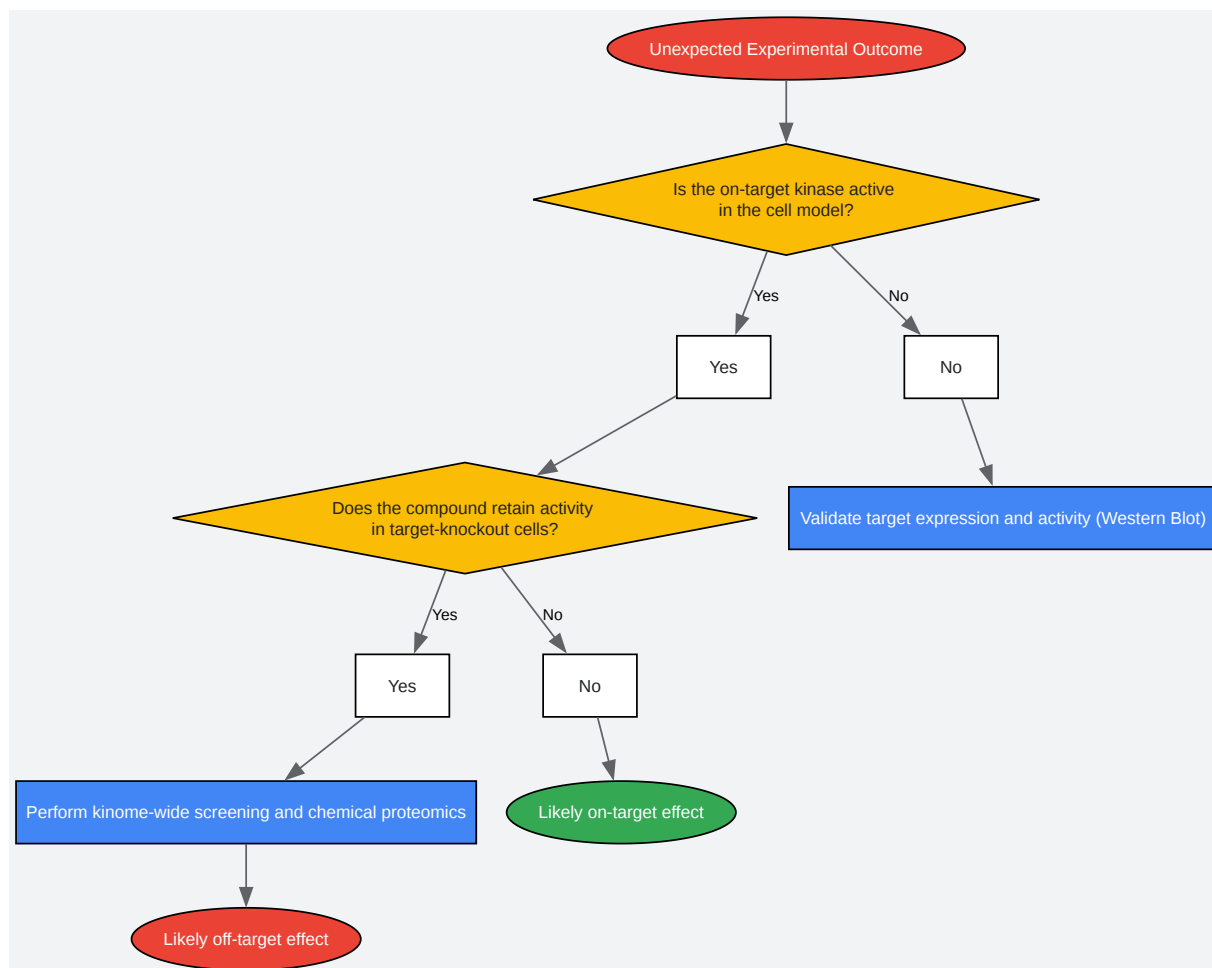 Unexpected Experimental Outcome
Is the on-target kinase active
in the cell model?
Yes
No
Yes
No
Validate target expression and activity (Western Blot)
Does the compound retain activity
in target-knockout cells?
Yes
No
Yes
No
Perform kinome-wide screening and chemical proteomics
Likely on-target effect
Likely off-target effect